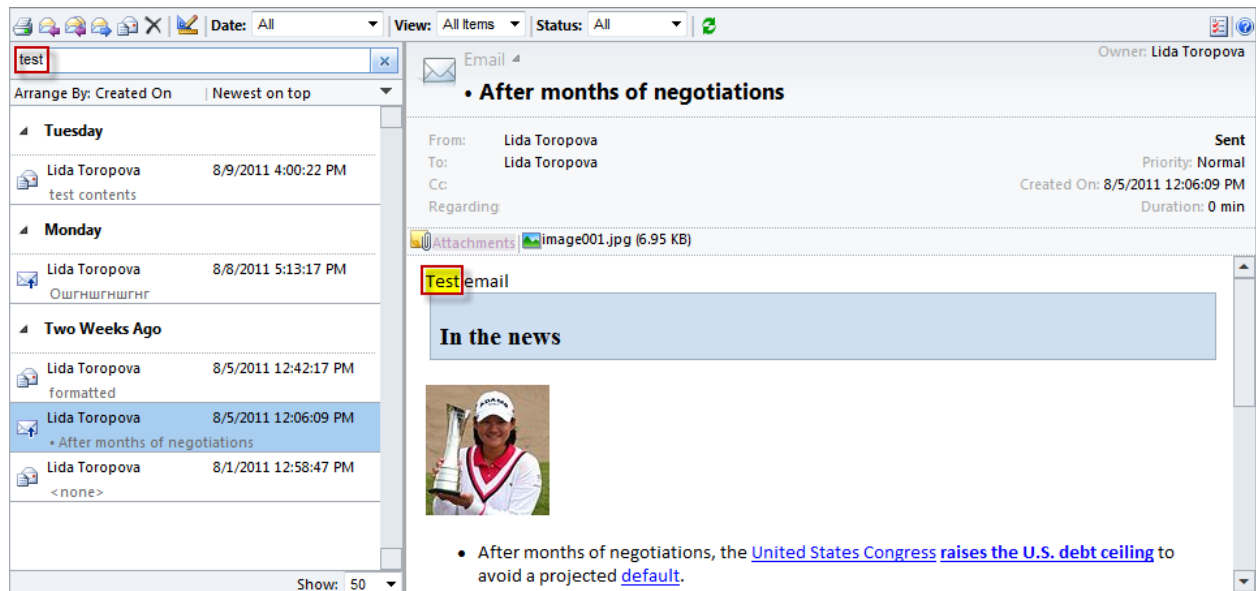 Date: All View: All Items Status: All
test
Arrange By: Created On Newest on top
Tuesday
Lida Toropova 8/9/2011 4:00:22 PM
test contents
Monday
Lida Toropova 8/8/2011 5:13:17 PM
Ошгншгншгнг
Two Weeks Ago
Lida Toropova 8/5/2011 12:42:17 PM
formatted
Lida Toropova 8/5/2011 12:06:09 PM
• After months of negotiations
Lida Toropova 8/1/2011 12:58:47 PM
<none>
Show: 50
Email
Owner: Lida Toropova
• After months of negotiations
From: Lida Toropova Sent
To: Lida Toropova Priority: Normal
Cc: Created On: 8/5/2011 12:06:09 PM
Regarding: Duration: 0 min
Attachments image001.jpg (6.95 KB)
Test email
In the news
ADAMS
• After months of negotiations, the United States Congress raises the U.S. debt ceiling to
avoid a projected default.